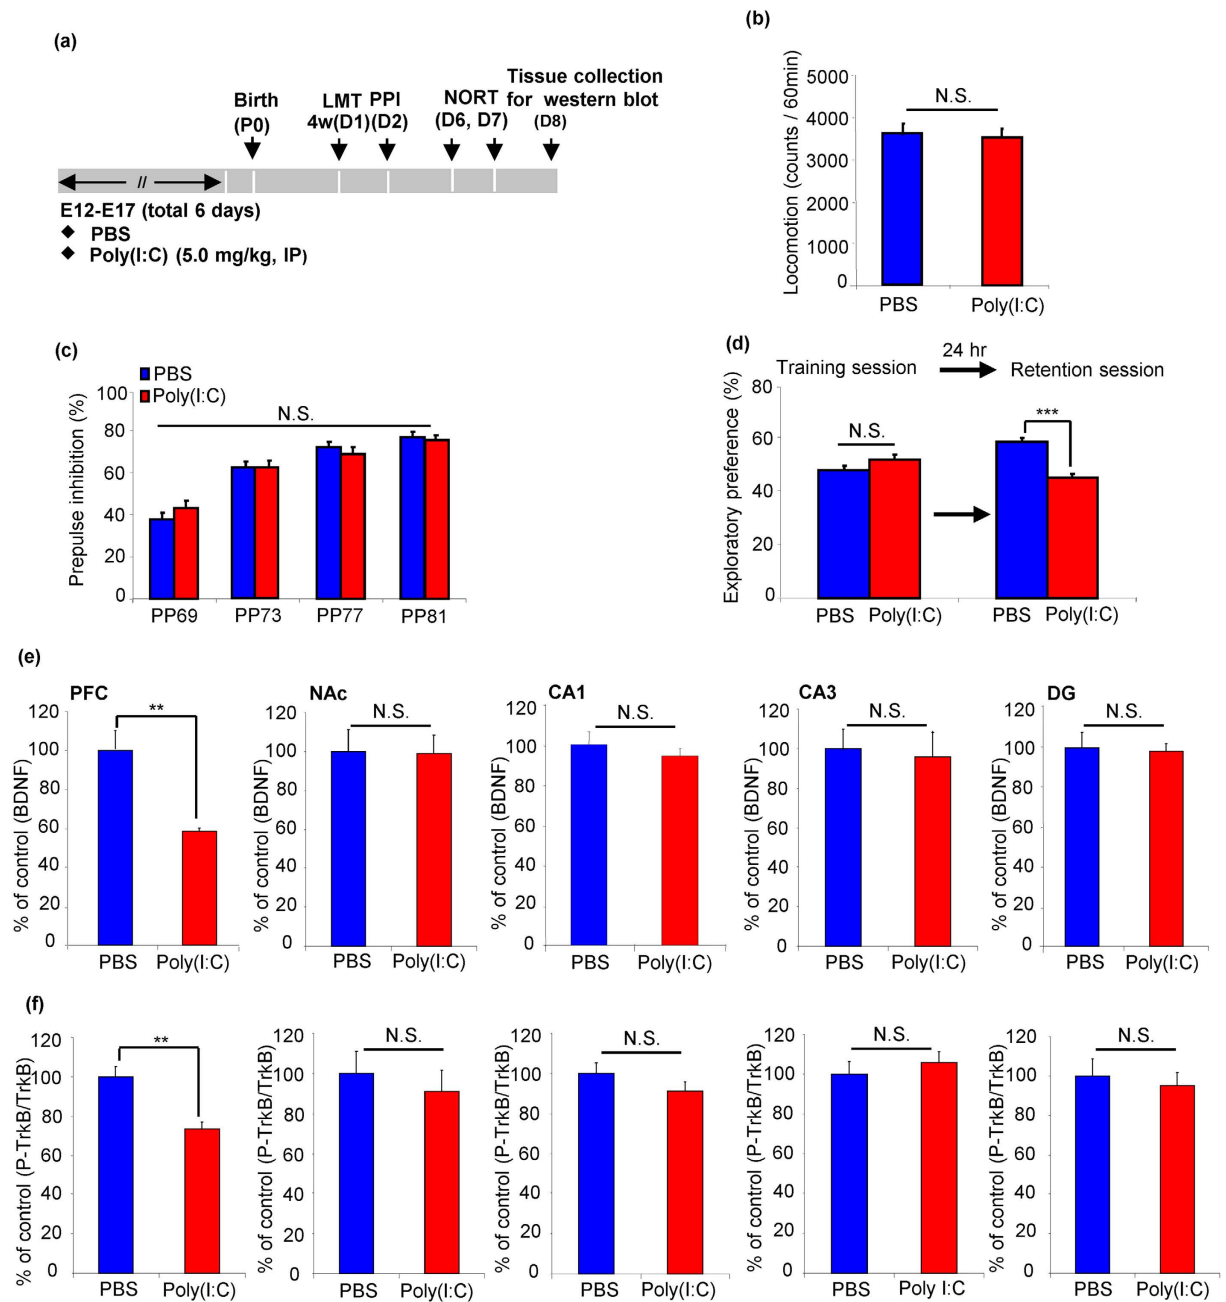 (a)
Birth
(P0)
LMT PPI
4w(D1)(D2)
NORT
(D6, D7)
Tissue collection
for western blot
(D8)
//
E12-E17 (total 6 days)
◆ PBS
◆ Poly(I:C) (5.0 mg/kg, IP)
(b)
Locomotion (counts / 60min)
5000
4000
3000
2000
1000
0
N.S.
PBS
Poly(I:C)
(c)
Prepulse inhibition (%)
100
80
60
40
20
0
PBS
Poly(I:C)
N.S.
PP69
PP73
PP77
PP81
(d)
Training session
24 hr
Retention session
Exploratory preference (%)
80
60
40
20
0
N.S.
***
PBS
Poly(I:C)
PBS
Poly(I:C)
(e)
PFC
% of control (BDNF)
120
100
80
60
40
20
0
**
PBS
Poly(I:C)
NAc
% of control (BDNF)
120
100
80
60
40
20
0
N.S.
PBS
Poly(I:C)
CA1
% of control (BDNF)
120
100
80
60
40
20
0
N.S.
PBS
Poly(I:C)
CA3
% of control (BDNF)
120
100
80
60
40
20
0
N.S.
PBS
Poly(I:C)
DG
% of control (BDNF)
120
100
80
60
40
20
0
N.S.
PBS
Poly(I:C)
(f)
% of control (P-TrkB/TrkB)
120
100
80
60
40
20
0
**
PBS
Poly(I:C)
% of control (P-TrkB/TrkB)
120
100
80
60
40
20
0
N.S.
PBS
Poly(I:C)
% of control (P-TrkB/TrkB)
120
100
80
60
40
20
0
N.S.
PBS
Poly(I:C)
% of control (P-TrkB/TrkB)
120
100
80
60
40
20
0
N.S.
PBS
Poly I:C
% of control (P-TrkB/TrkB)
120
100
80
60
40
20
0
N.S.
PBS
Poly(I:C)